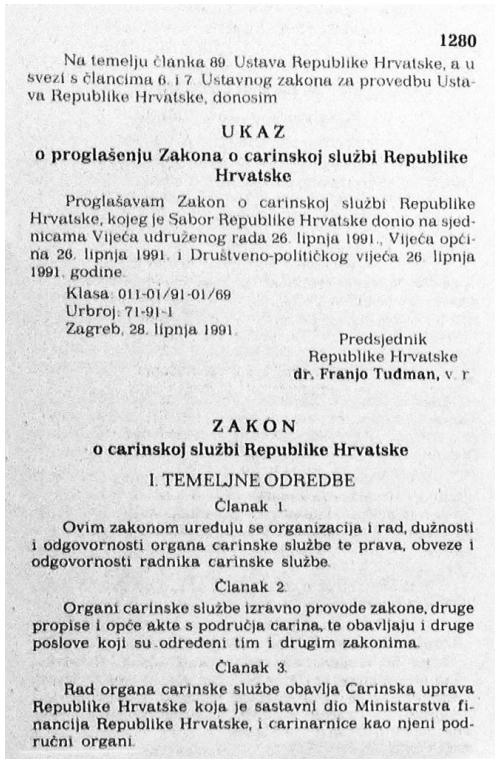 1280
Na temelju članka 89. Ustava Republike Hrvatske, a u
svezi s člancima 6. i 7. Ustavnog zakona za provedbu Usta-
va Republike Hrvatske, donosim
UKAZ
o proglašenju Zakona o carinskoj službi Republike
Hrvatske
Proglašavam Zakon o carinskoj službi Republike
Hrvatske, kojeg je Sabor Republike Hrvatske donio na sjed-
nicama Vijeća udruženog rada 26. lipnja 1991., Vijeća opći-
na 26. lipnja 1991. i Društveno-političkog vijeća 26. lipnja
1991. godine.
Klasa: 011-01/91-01/69
Urbroj: 71-91-1
Zagreb, 28. lipnja 1991.
Predsjednik
Republike Hrvatske
dr. Franjo Tuđman, v. r.
ZAKON
o carinskoj službi Republike Hrvatske
I. TEMELJNE ODREDBE
Članak 1.
Ovim zakonom uređuju se organizacija i rad, dužnosti
i odgovornosti organa carinske službe te prava, obveze i
odgovornosti radnika carinske službe.
Članak 2.
Organi carinske službe izravno provode zakone, druge
propise i opće akte s područja carina, te obavljaju i druge
poslove koji su određeni tim i drugim zakonima.
Članak 3.
Rad organa carinske službe obavlja Carinska uprava
Republike Hrvatske koja je sastavni dio Ministarstva fi-
nancija Republike Hrvatske, i carinarnice kao njeni pod-
ručni organi.